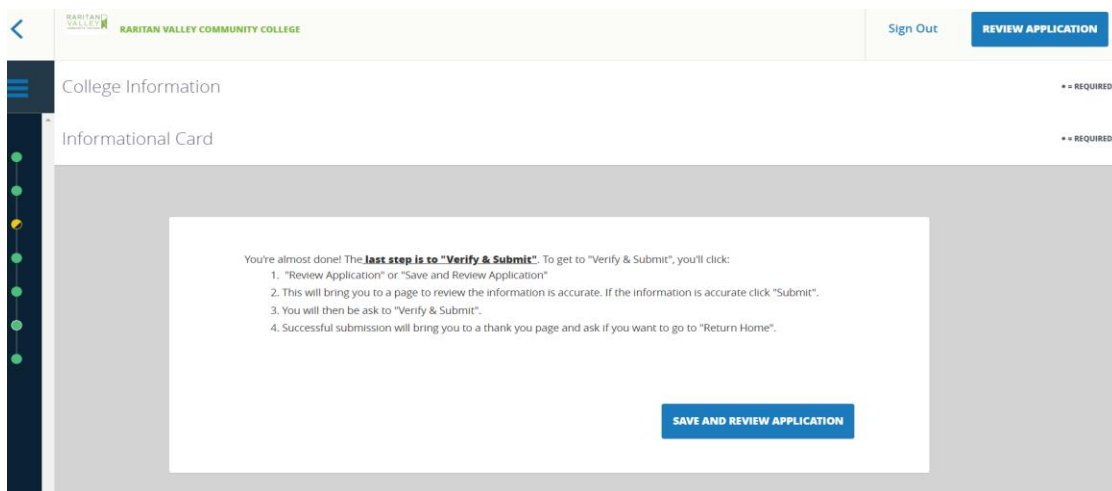 RARITAN
VALLEY
RARITAN VALLEY COMMUNITY COLLEGE
Sign Out
REVIEW APPLICATION
College Information
• = REQUIRED
Informational Card
• = REQUIRED
You're almost done! The last step is to "Verify & Submit". To get to "Verify & Submit", you'll click:
1. "Review Application" or "Save and Review Application"
2. This will bring you to a page to review the information is accurate. If the information is accurate click "Submit".
3. You will then be ask to "Verify & Submit".
4. Successful submission will bring you to a thank you page and ask if you want to go to "Return Home".
SAVE AND REVIEW APPLICATION